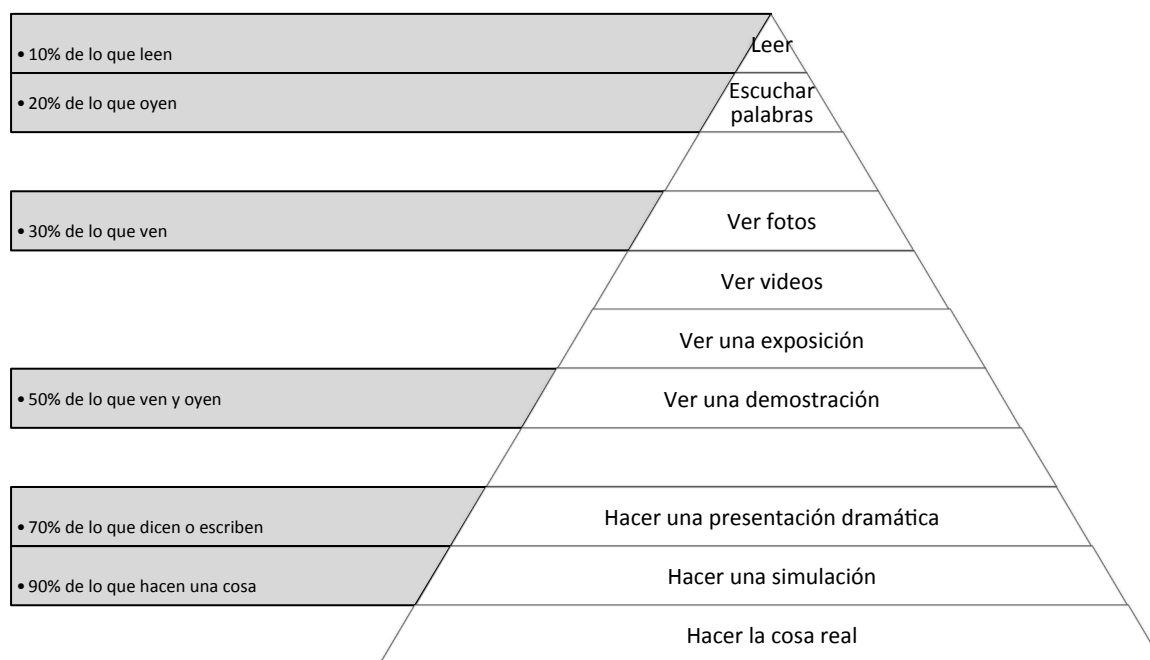 • 10% de lo que leen
Leer
• 20% de lo que oyen
Escuchar
palabras
• 30% de lo que ven
Ver fotos
Ver videos
Ver una exposición
• 50% de lo que ven y oyen
Ver una demostración
• 70% de lo que dicen o escriben
Hacer una presentación dramática
• 90% de lo que hacen una cosa
Hacer una simulación
Hacer la cosa real